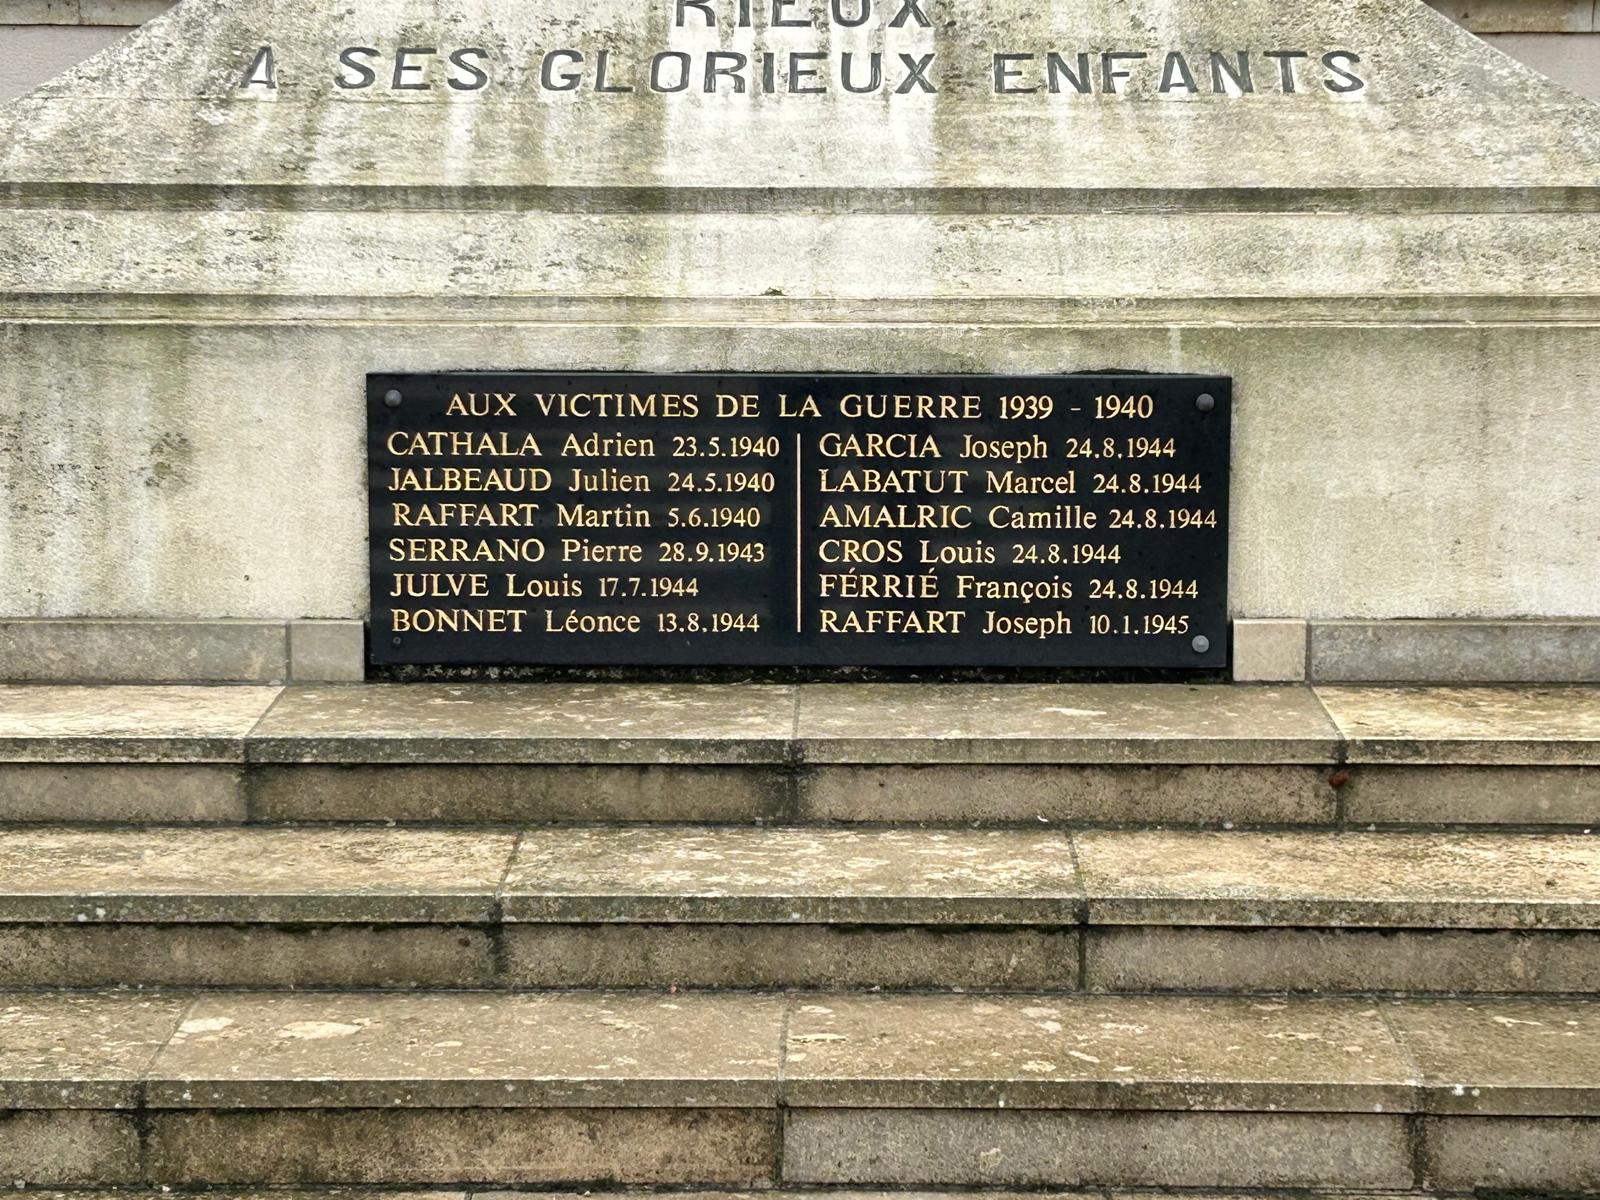 RIEUX
A SES GLORIEUX ENFANTS
AUX VICTIMES DE LA GUERRE 1939 - 1940
CATHALA Adrien 23.5.1940
JALBEAUD Julien 24.5.1940
RAFFART Martin 5.6.1940
SERRANO Pierre 28.9.1943
JULVE Louis 17.7.1944
BONNET Léonce 13.8.1944
GARCIA Joseph 24.8.1944
LABATUT Marcel 24.8.1944
AMALRIC Camille 24.8.1944
CROS Louis 24.8.1944
FÉRRIÉ François 24.8.1944
RAFFART Joseph 10.1.1945